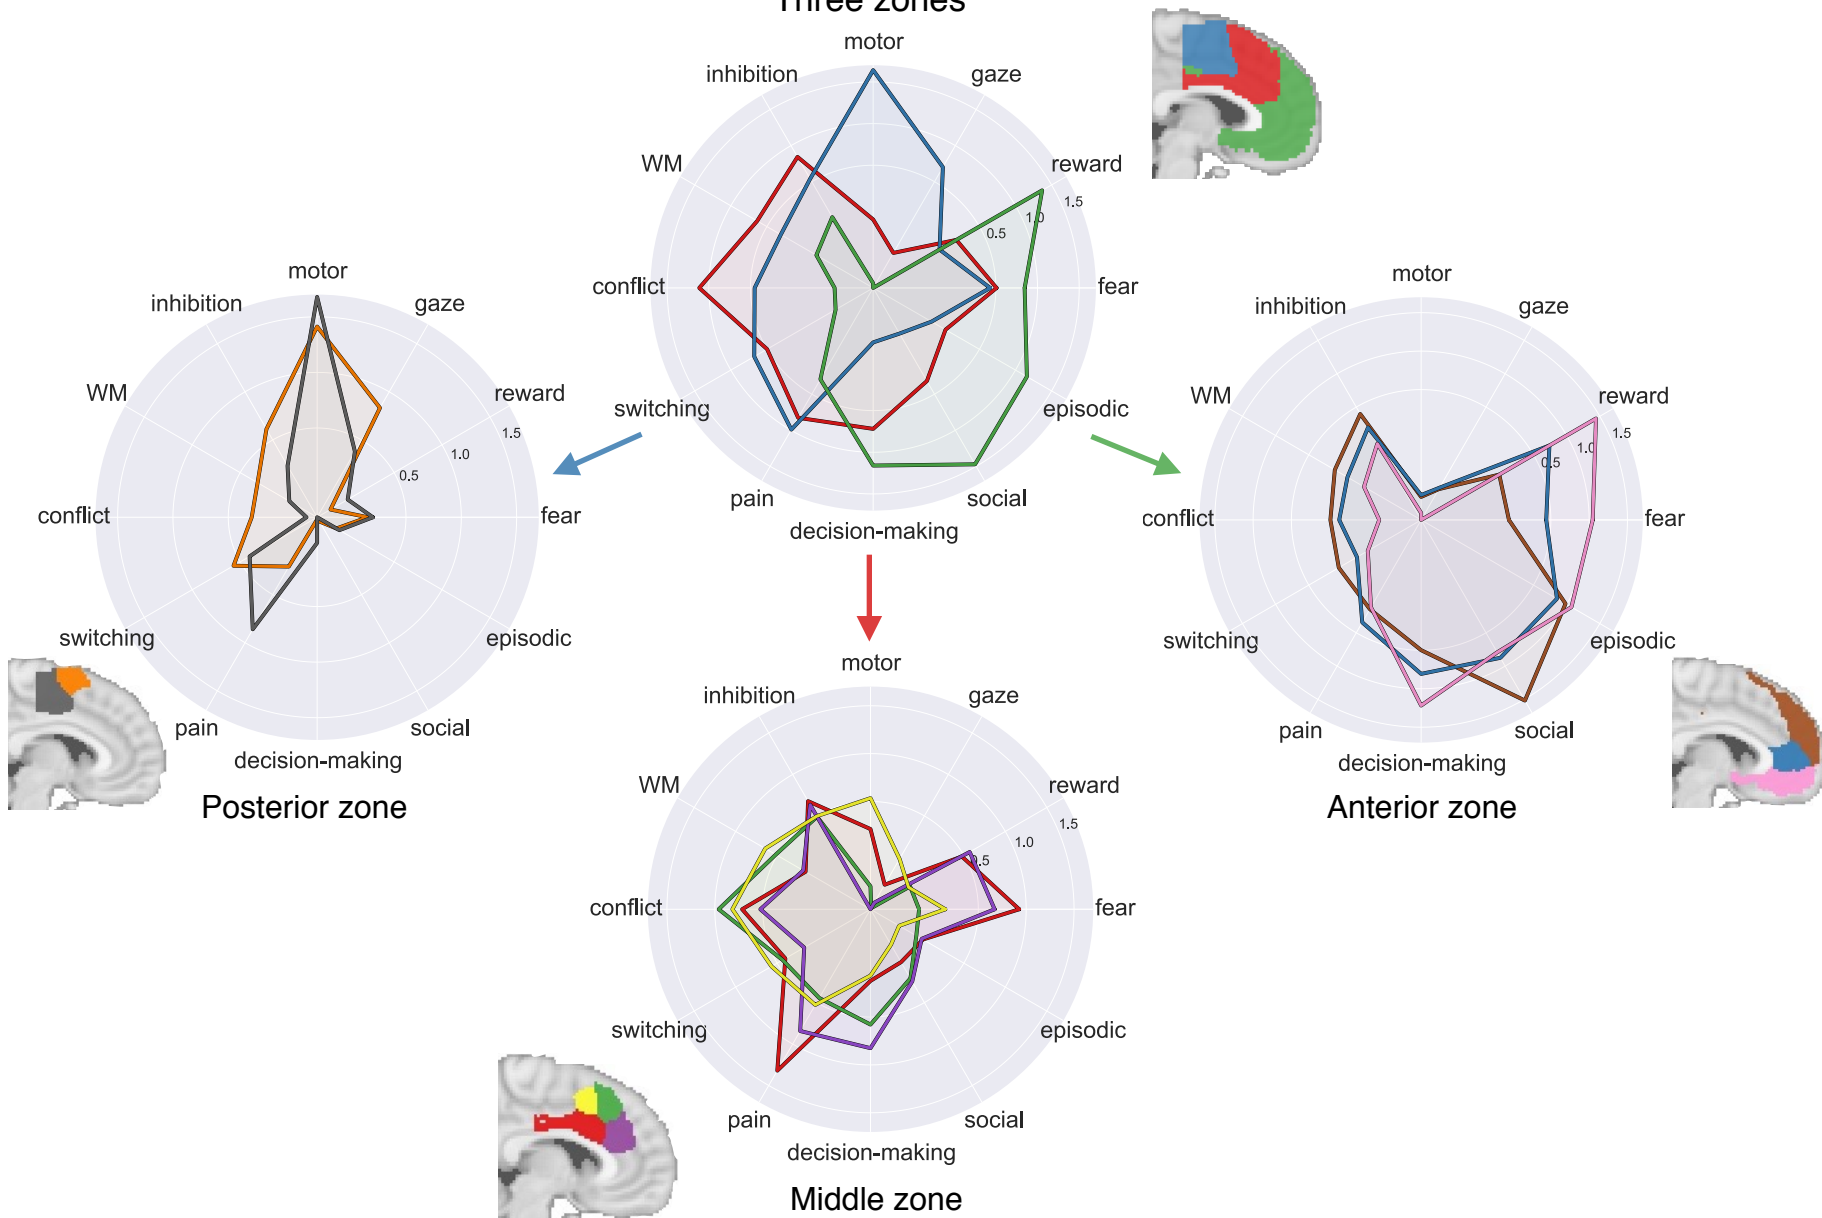 Three zones
motor
inhibition
gaze
WM
reward
1.5
1.0
0.5
conflict
fear
switching
episodic
pain
social
decision-making
motor
inhibition
gaze
WM
reward
1.5
1.0
0.5
conflict
fear
switching
episodic
pain
social
decision-making
Posterior zone
motor
inhibition
gaze
WM
reward
1.5
1.0
0.5
conflict
fear
switching
episodic
pain
social
decision-making
Anterior zone
motor
inhibition
gaze
WM
reward
1.5
1.0
0.5
conflict
fear
switching
episodic
pain
social
decision-making
Middle zone